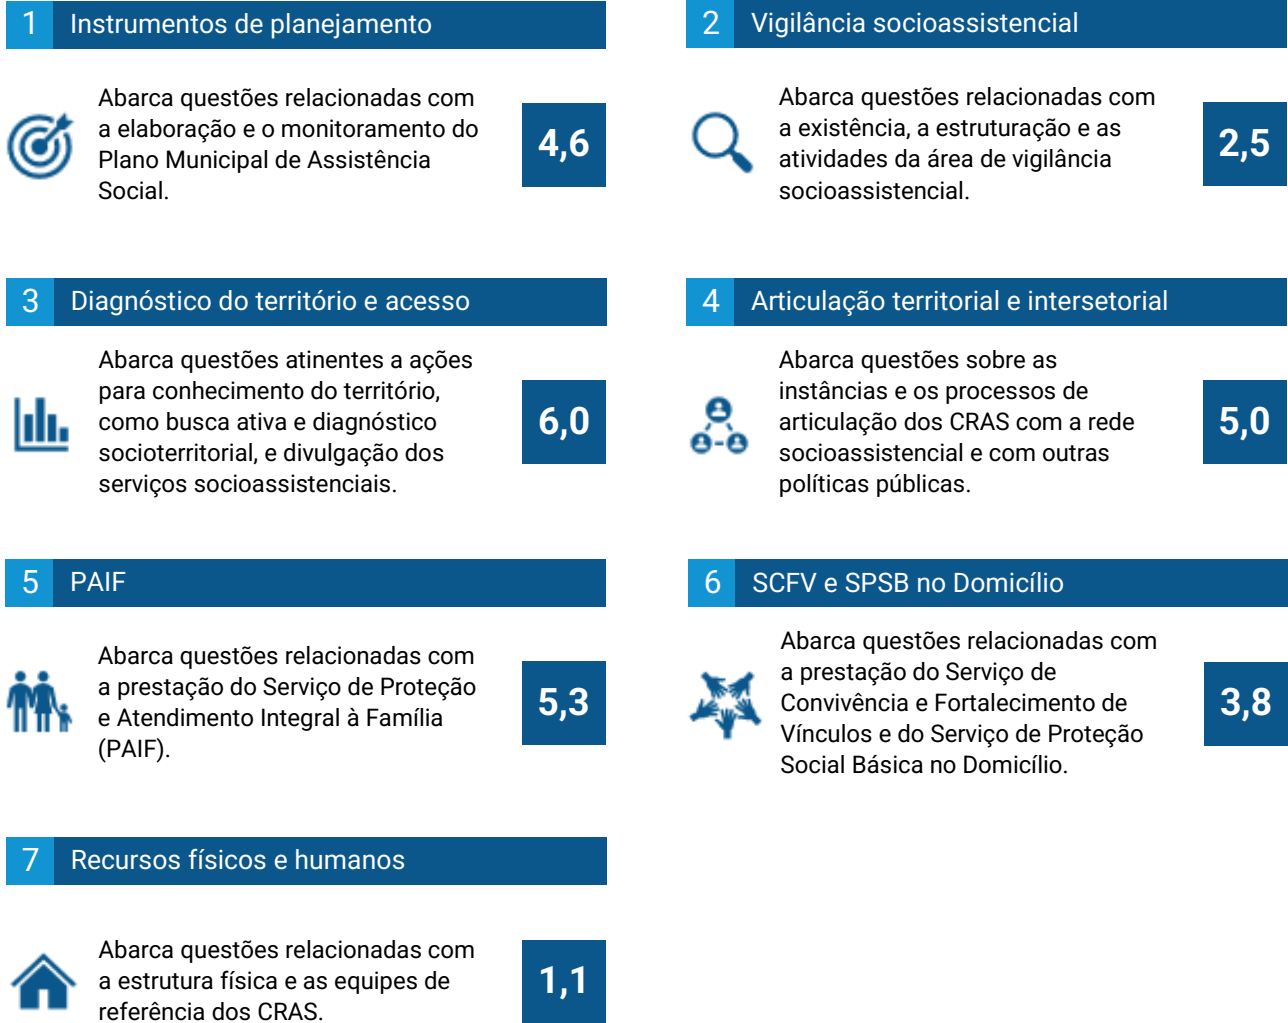 1 Instrumentos de planejamento
Abarca questões relacionadas com
a elaboração e o monitoramento do
Plano Municipal de Assistência
Social.
4,6
2 Vigilância socioassistencial
Abarca questões relacionadas com
a existência, a estruturação e as
atividades da área de vigilância
socioassistencial.
2,5
3 Diagnóstico do território e acesso
Abarca questões atinentes a ações
para conhecimento do território,
como busca ativa e diagnóstico
socioterritorial, e divulgação dos
serviços socioassistenciais.
6,0
4 Articulação territorial e intersetorial
Abarca questões sobre as
instâncias e os processos de
articulação dos CRAS com a rede
socioassistencial e com outras
políticas públicas.
5,0
5 PAIF
Abarca questões relacionadas com
a prestação do Serviço de Proteção
e Atendimento Integral à Família
(PAIF).
5,3
6 SCFV e SPSB no Domicílio
Abarca questões relacionadas com
a prestação do Serviço de
Convivência e Fortalecimento de
Vínculos e do Serviço de Proteção
Social Básica no Domicílio.
3,8
7 Recursos físicos e humanos
Abarca questões relacionadas com
a estrutura física e as equipes de
referência dos CRAS.
1,1